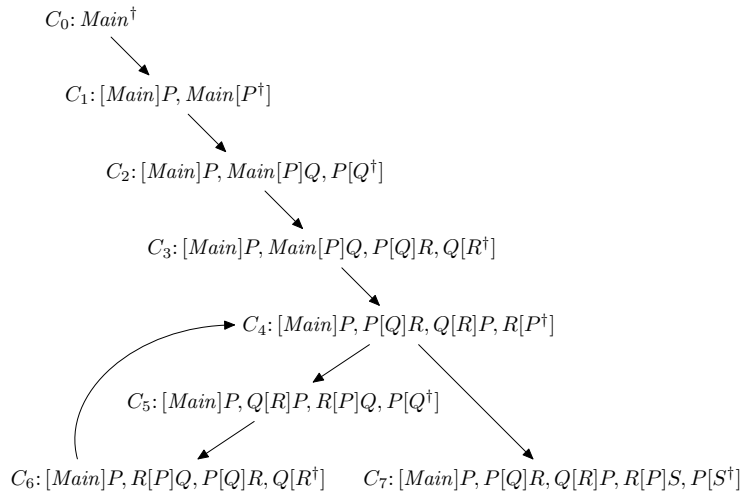 C₀: Main†
C₁: [Main]P, Main[P†]
C₂: [Main]P, Main[P]Q, P[Q†]
C₃: [Main]P, Main[P]Q, P[Q]R, Q[R†]
C₄: [Main]P, P[Q]R, Q[R]P, R[P†]
C₅: [Main]P, Q[R]P, R[P]Q, P[Q†]
C₆: [Main]P, R[P]Q, P[Q]R, Q[R†]
C₇: [Main]P, P[Q]R, Q[R]P, R[P]S, P[S†]